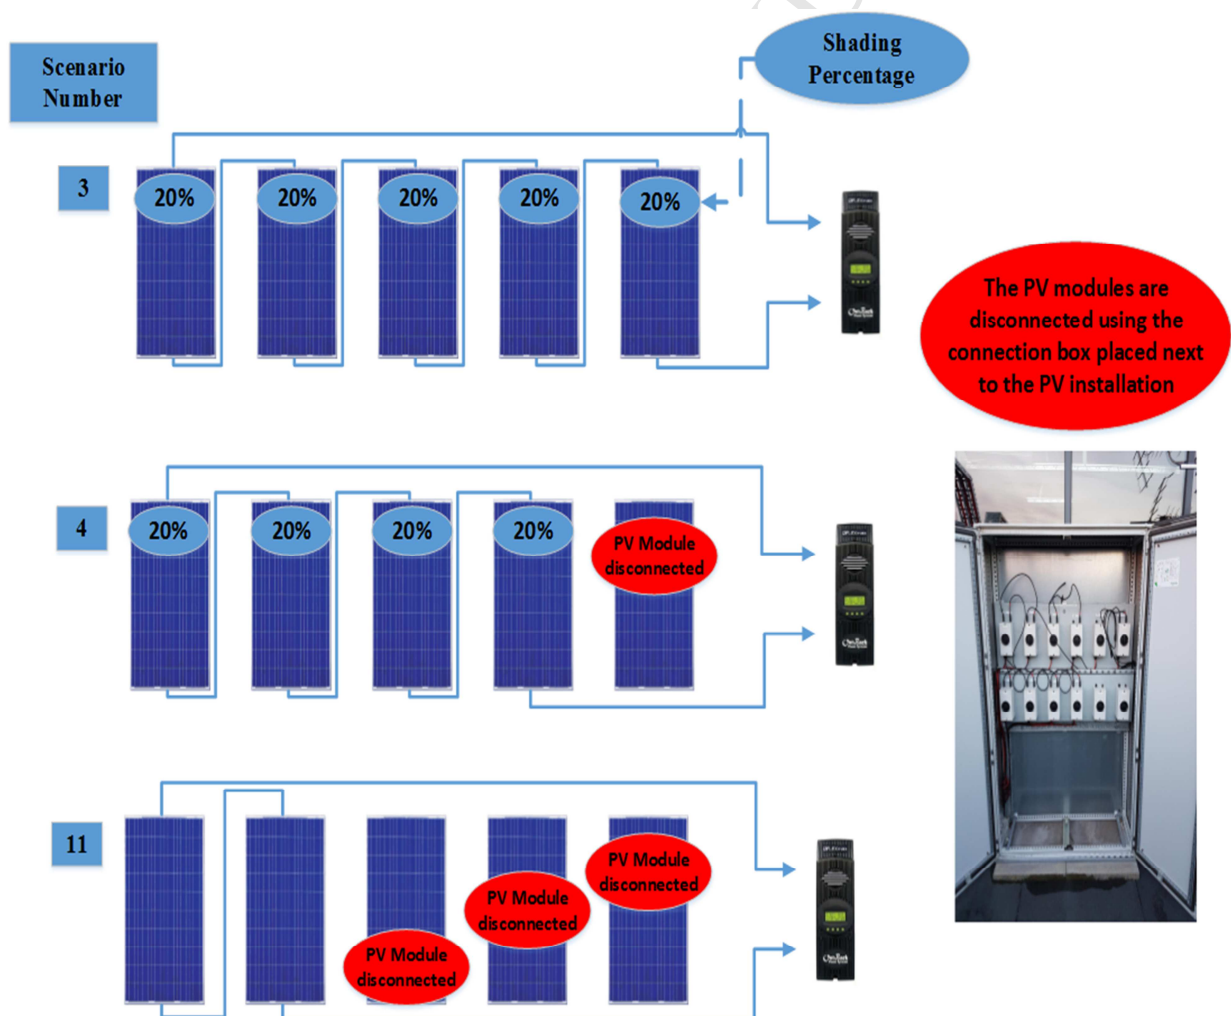 Scenario
Number
Shading
Percentage
3
20%
20%
20%
20%
20%
The PV modules are
disconnected using the
connection box placed next
to the PV installation
4
20%
20%
20%
20%
PV Module
disconnected
11
PV Module
disconnected
PV Module
disconnected
PV Module
disconnected